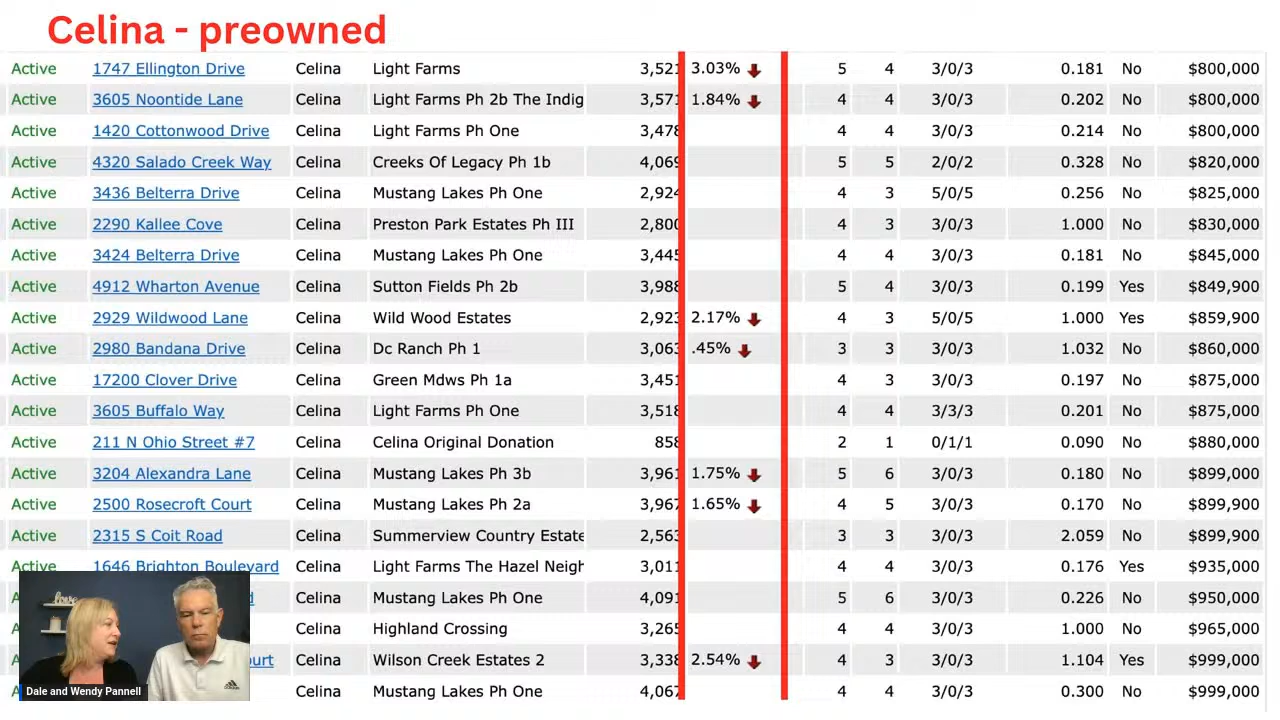 Celina - preowned
Active 1747 Ellington Drive Celina Light Farms 3,521 3.03% 5 4 3/0/3 0.181 No $800,000
Active 3605 Noontide Lane Celina Light Farms Ph 2b The Indig 3,571 1.84% 4 4 3/0/3 0.202 No $800,000
Active 1420 Cottonwood Drive Celina Light Farms Ph One 3,478 4 4 3/0/3 0.214 No $800,000
Active 4320 Salado Creek Way Celina Creeks Of Legacy Ph 1b 4,069 5 5 2/0/2 0.328 No $820,000
Active 3436 Belterra Drive Celina Mustang Lakes Ph One 2,924 4 3 5/0/5 0.256 No $825,000
Active 2290 Kallee Cove Celina Preston Park Estates Ph III 2,800 4 3 3/0/3 1.000 No $830,000
Active 3424 Belterra Drive Celina Mustang Lakes Ph One 3,445 4 4 3/0/3 0.181 No $845,000
Active 4912 Wharton Avenue Celina Sutton Fields Ph 2b 3,988 5 4 3/0/3 0.199 Yes $849,900
Active 2929 Wildwood Lane Celina Wild Wood Estates 2,923 2.17% 4 3 5/0/5 1.000 Yes $859,900
Active 2980 Bandana Drive Celina Dc Ranch Ph 1 3,063 .45% 3 3 3/0/3 1.032 No $860,000
Active 17200 Clover Drive Celina Green Mdws Ph 1a 3,451 4 3 3/0/3 0.197 No $875,000
Active 3605 Buffalo Way Celina Light Farms Ph One 3,518 4 4 3/3/3 0.201 No $875,000
Active 211 N Ohio Street #7 Celina Celina Original Donation 858 2 1 0/1/1 0.090 No $880,000
Active 3204 Alexandra Lane Celina Mustang Lakes Ph 3b 3,961 1.75% 5 6 3/0/3 0.180 No $899,000
Active 2500 Rosecroft Court Celina Mustang Lakes Ph 2a 3,967 1.65% 4 5 3/0/3 0.170 No $899,900
Active 2315 S Coit Road Celina Summerview Country Estate 2,563 3 3 3/0/3 2.059 No $899,900
Active 1646 Brighton Boulevard Celina Light Farms The Hazel Neigh 3,011 4 4 3/0/3 0.176 Yes $935,000
Celina Mustang Lakes Ph One 4,091 5 6 3/0/3 0.226 No $950,000
Celina Highland Crossing 3,265 4 4 3/0/3 1.000 No $965,000
ourt Celina Wilson Creek Estates 2 3,338 2.54% 4 3 3/0/3 1.104 Yes $999,000
Celina Mustang Lakes Ph One 4,067 4 4 3/0/3 0.300 No $999,000
Dale and Wendy Pannell